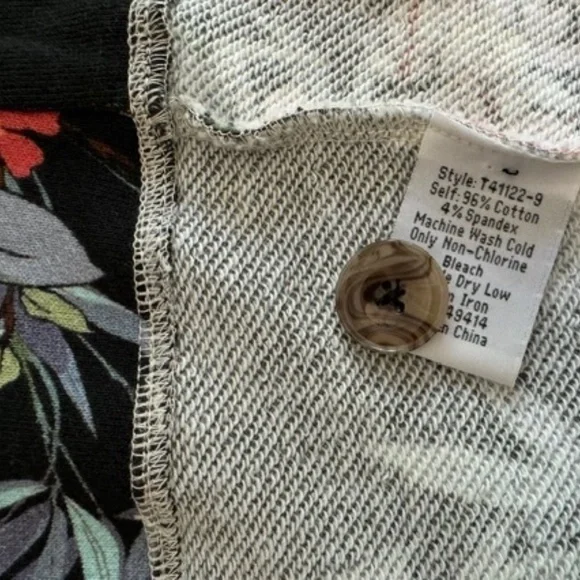 Style: T41122-9
Self: 96% Cotton
4% Spandex
Machine Wash Cold
Only Non-Chlorine
Bleach
Dry Low
Iron
49414
China